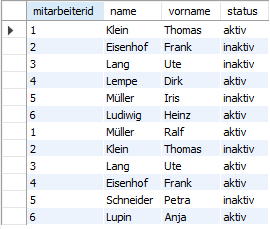 mitarbeiterid name vorname status
1 Klein Thomas aktiv
2 Eisenhof Frank inaktiv
3 Lang Ute inaktiv
4 Lempe Dirk aktiv
5 Müller Iris inaktiv
6 Ludwig Heinz aktiv
1 Müller Ralf aktiv
2 Klein Thomas inaktiv
3 Lang Ute aktiv
4 Eisenhof Frank aktiv
5 Schneider Petra inaktiv
6 Lupin Anja aktiv